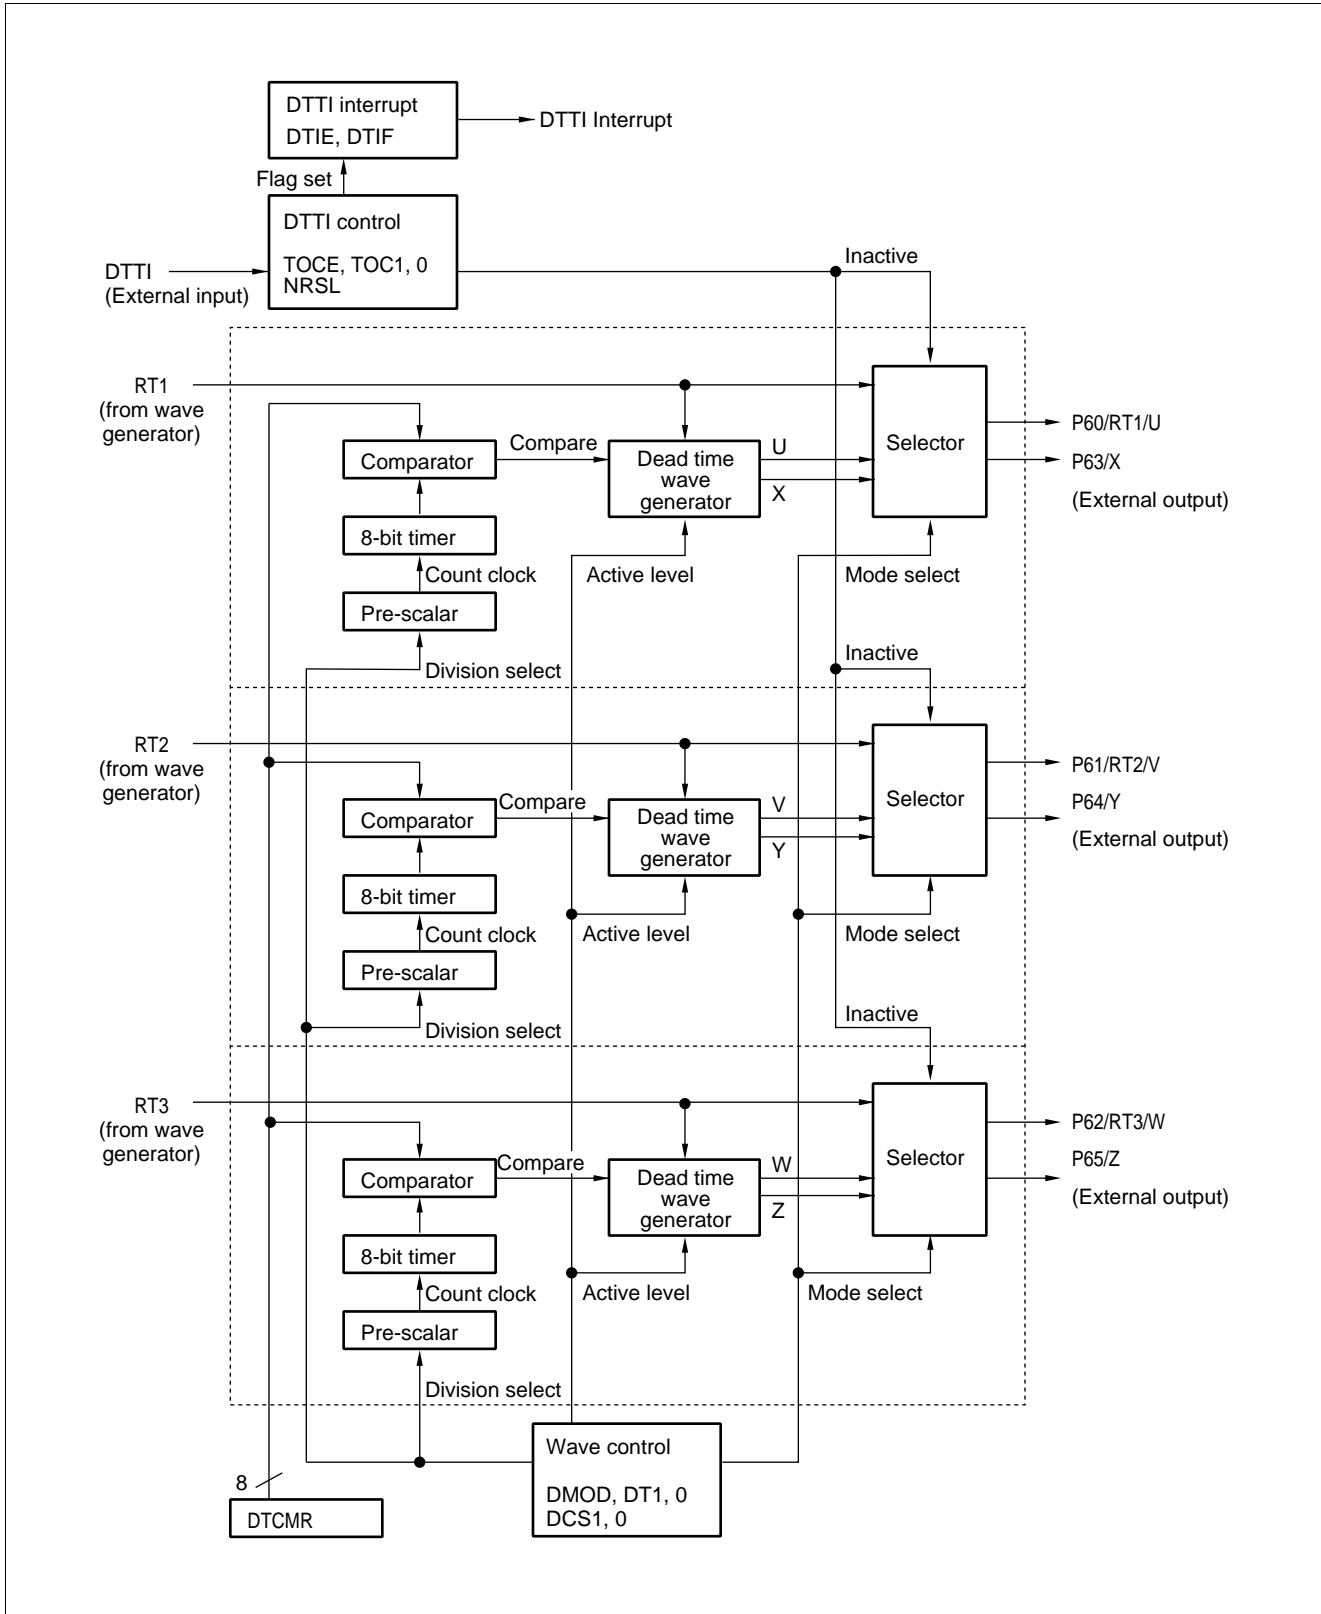 DTTI interrupt
DTIE, DTIF
DTTI Interrupt
Flag set
DTTI control
TOCE, TOC1, 0
NRSL
DTTI
(External input)
Inactive
RT1
(from wave
generator)
Comparator
Compare
Dead time
wave
generator
U
X
Selector
P60/RT1/U
P63/X
(External output)
8-bit timer
Count clock
Active level
Mode select
Pre-scalar
Division select
Inactive
RT2
(from wave
generator)
Comparator
Compare
Dead time
wave
generator
V
Y
Selector
P61/RT2/V
P64/Y
(External output)
8-bit timer
Count clock
Active level
Mode select
Pre-scalar
Division select
Inactive
RT3
(from wave
generator)
Comparator
Compare
Dead time
wave
generator
W
Z
Selector
P62/RT3/W
P65/Z
(External output)
8-bit timer
Count clock
Active level
Mode select
Pre-scalar
Division select
Wave control
DMOD, DT1, 0
DCS1, 0
8
DTCMR